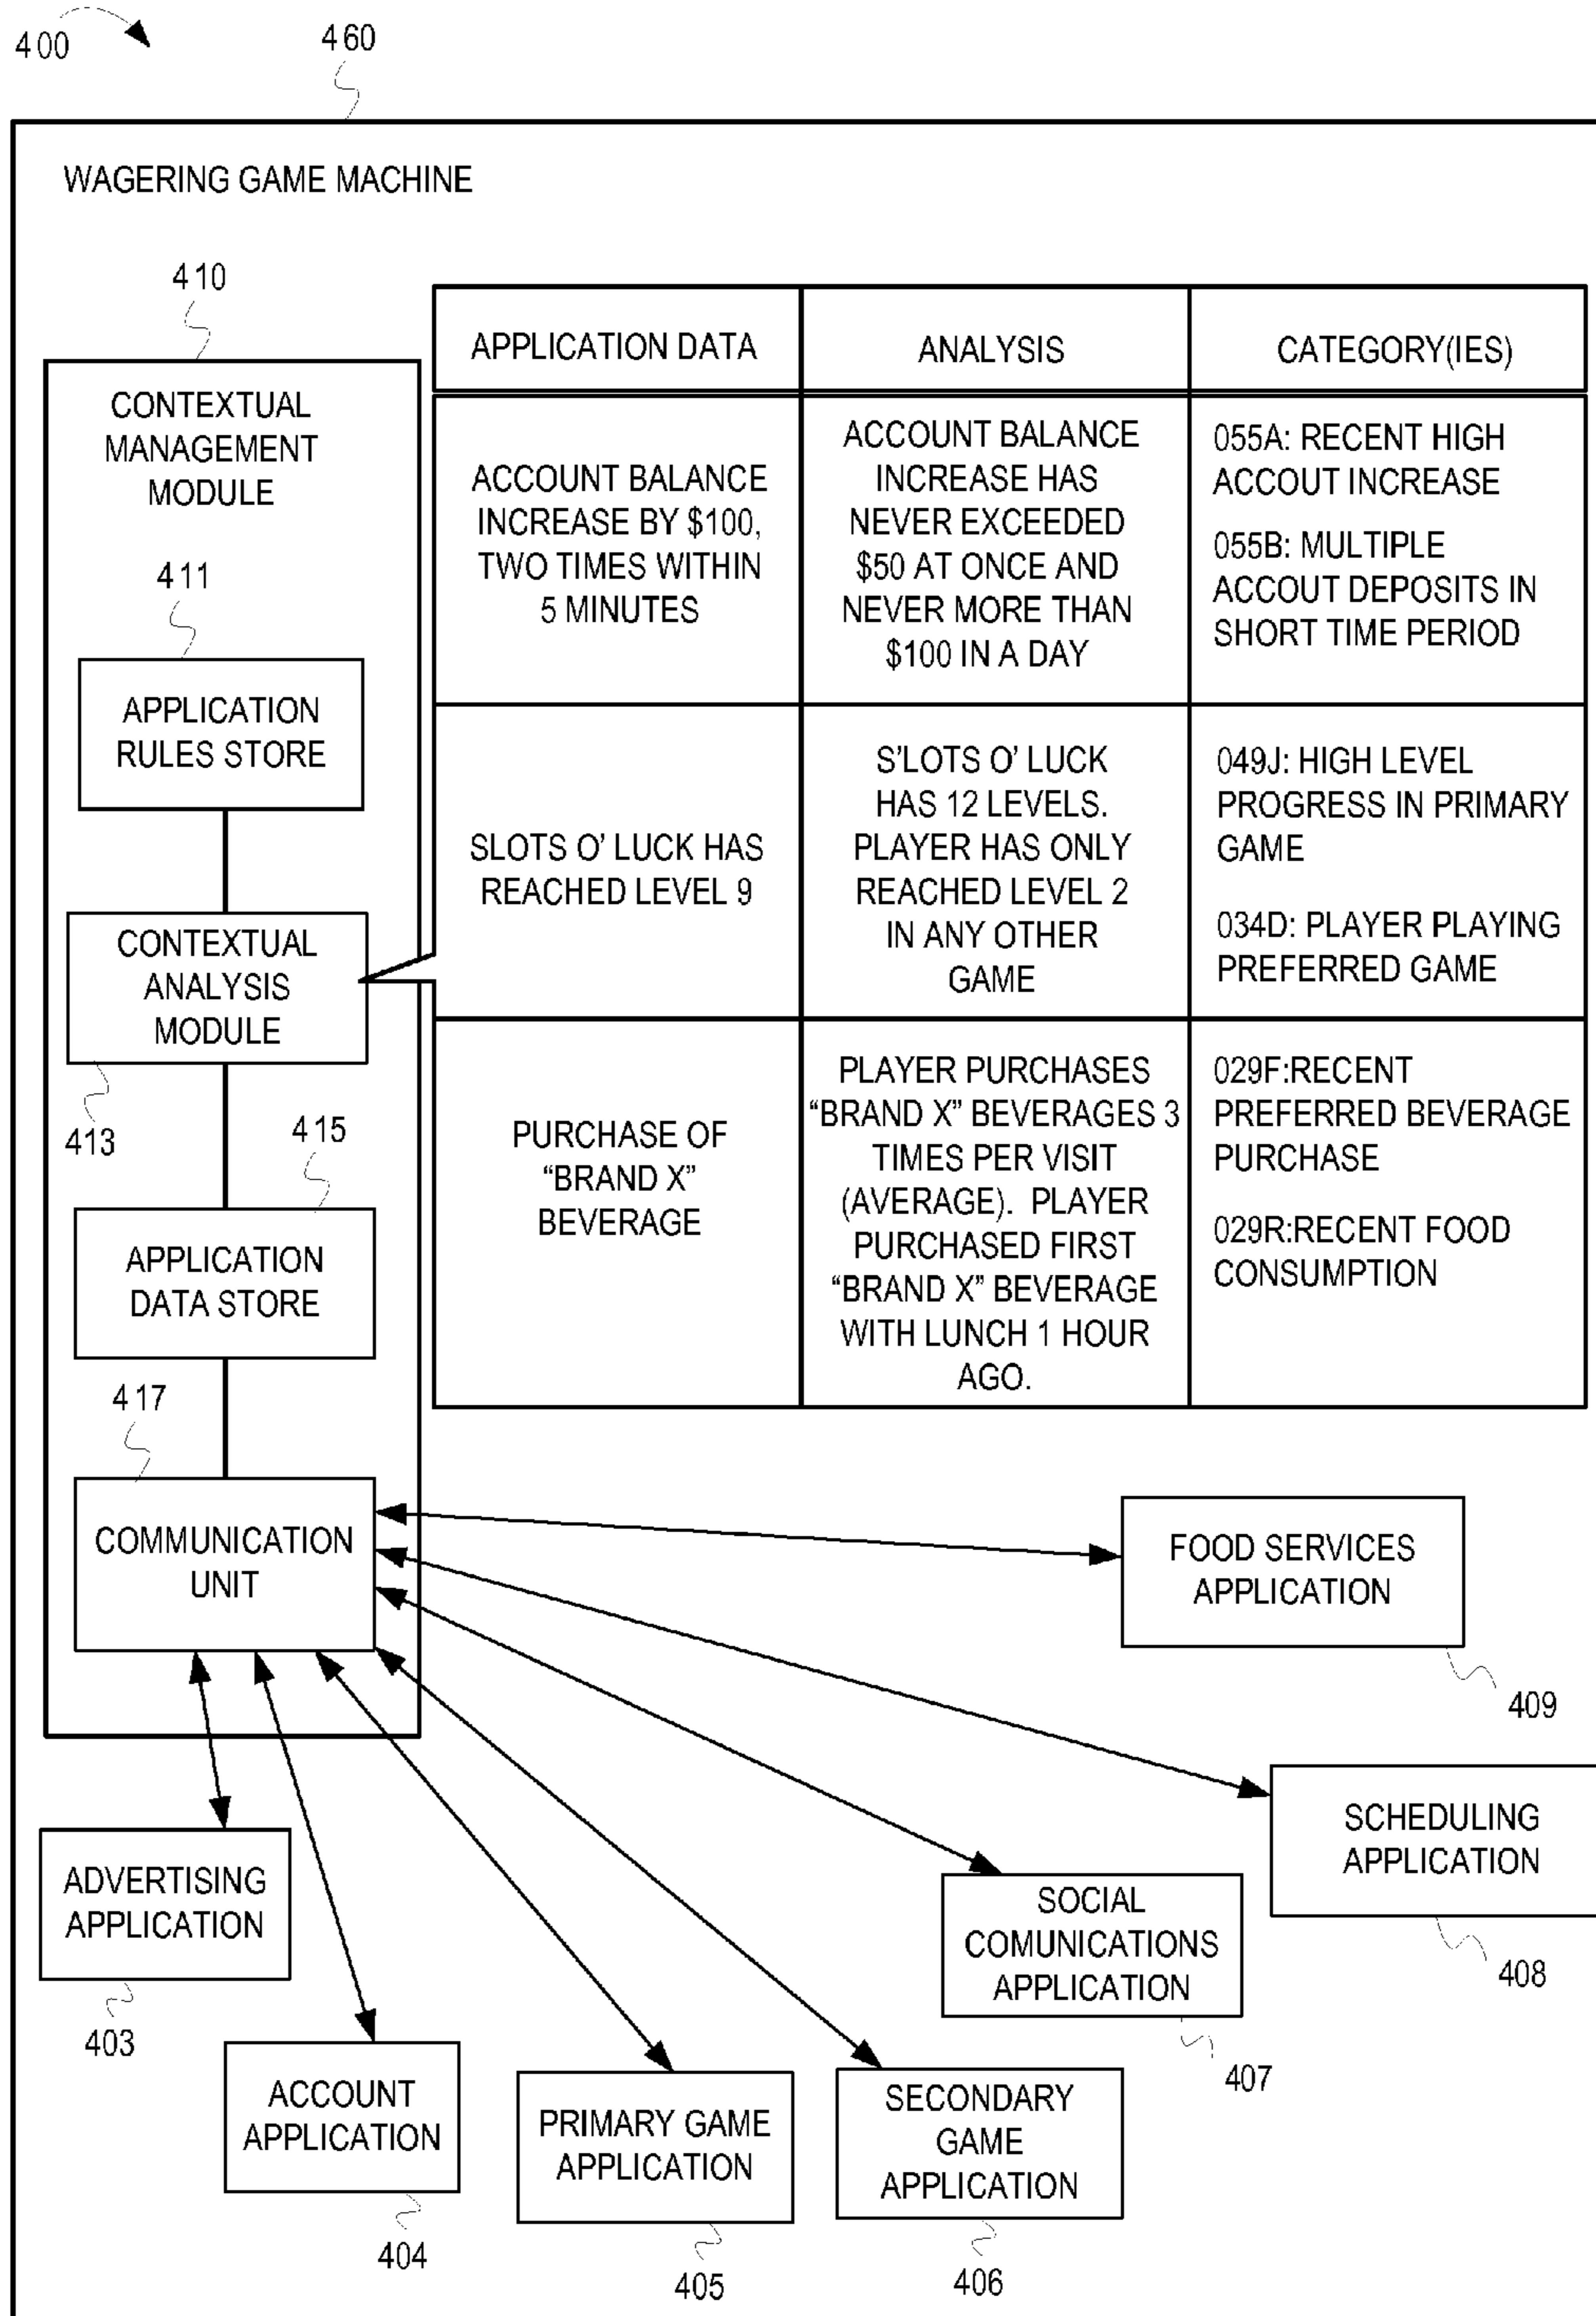 400
460
WAGERING GAME MACHINE
410
CONTEXTUAL
MANAGEMENT
MODULE
411
APPLICATION
RULES STORE
CONTEXTUAL
ANALYSIS
MODULE
413
415
APPLICATION
DATA STORE
417
COMMUNICATION
UNIT
APPLICATION DATA
ANALYSIS
CATEGORY(IES)
ACCOUNT BALANCE
INCREASE BY $100,
TWO TIMES WITHIN
5 MINUTES
ACCOUNT BALANCE
INCREASE HAS
NEVER EXCEEDED
$50 AT ONCE AND
NEVER MORE THAN
$100 IN A DAY
055A: RECENT HIGH
ACCOUT INCREASE
055B: MULTIPLE
ACCOUT DEPOSITS IN
SHORT TIME PERIOD
SLOTS O' LUCK HAS
REACHED LEVEL 9
S'LOTS O' LUCK
HAS 12 LEVELS.
PLAYER HAS ONLY
REACHED LEVEL 2
IN ANY OTHER
GAME
049J: HIGH LEVEL
PROGRESS IN PRIMARY
GAME
034D: PLAYER PLAYING
PREFERRED GAME
PURCHASE OF
“BRAND X”
BEVERAGE
PLAYER PURCHASES
“BRAND X” BEVERAGES 3
TIMES PER VISIT
(AVERAGE). PLAYER
PURCHASED FIRST
“BRAND X” BEVERAGE
WITH LUNCH 1 HOUR
AGO.
029F:RECENT
PREFERRED BEVERAGE
PURCHASE
029R:RECENT FOOD
CONSUMPTION
FOOD SERVICES
APPLICATION
409
SCHEDULING
APPLICATION
408
SOCIAL
COMUNICATIONS
APPLICATION
407
ADVERTISING
APPLICATION
403
ACCOUNT
APPLICATION
404
PRIMARY GAME
APPLICATION
405
SECONDARY
GAME
APPLICATION
406